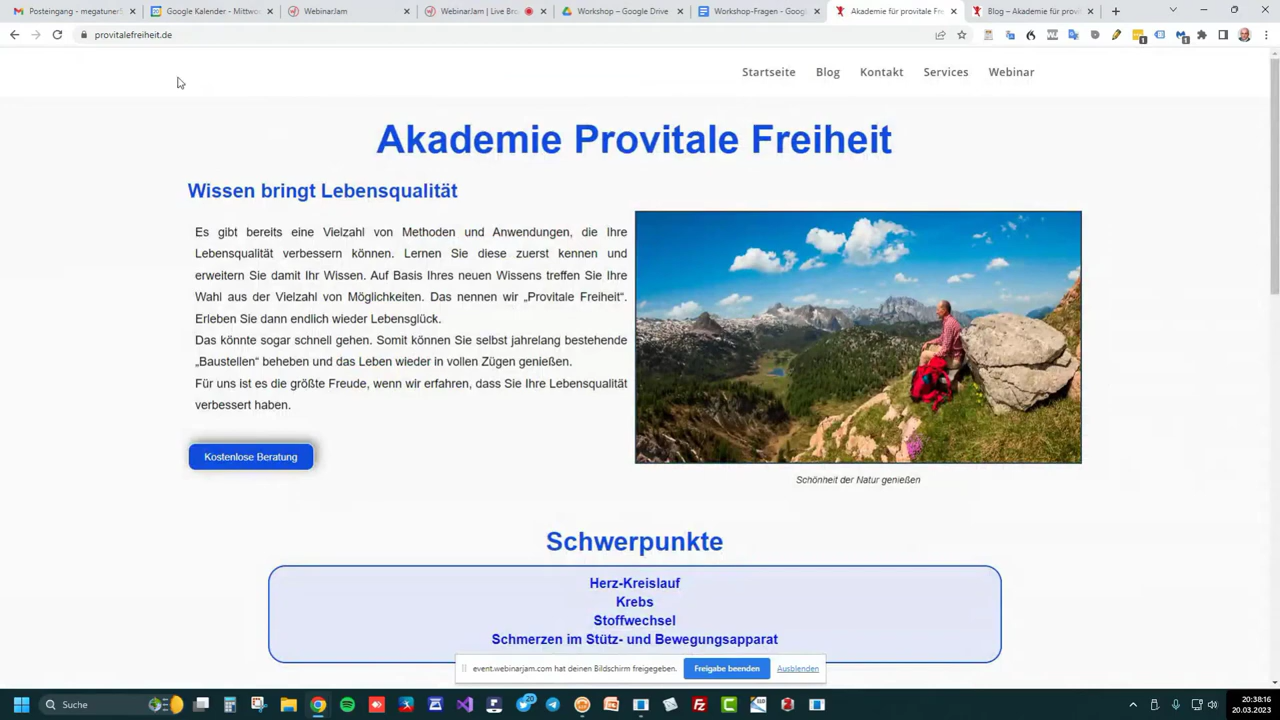 Posteingang - megatuner5
Google Kalender - Mittwo
WebinarJam
WebinarJam | Live Bro
Workshop – Google Drive
Workshop-Fragen - Googl
Akademie für provitale Fre
Blog – Akademie für provit
provitalefreiheit.de
Startseite
Blog
Kontakt
Services
Webinar
Akademie Provitale Freiheit
Wissen bringt Lebensqualität
Es gibt bereits eine Vielzahl von Methoden und Anwendungen, die Ihre
Lebensqualität verbessern können. Lernen Sie diese zuerst kennen und
erweitern Sie damit Ihr Wissen. Auf Basis Ihres neuen Wissens treffen Sie Ihre
Wahl aus der Vielzahl von Möglichkeiten. Das nennen wir „Provitale Freiheit“.
Erleben Sie dann endlich wieder Lebensglück.
Das könnte sogar schnell gehen. Somit können Sie selbst jahrelang bestehende
„Baustellen“ beheben und das Leben wieder in vollen Zügen genießen.
Für uns ist es die größte Freude, wenn wir erfahren, dass Sie Ihre Lebensqualität
verbessert haben.
Kostenlose Beratung
Schönheit der Natur genießen
Schwerpunkte
Herz-Kreislauf
Krebs
Stoffwechsel
Schmerzen im Stütz- und Bewegungsapparat
event.webinarjam.com hat deinen Bildschirm freigegeben.
Freigabe beenden
Ausblenden
Suche
20:38:16
20.03.2023